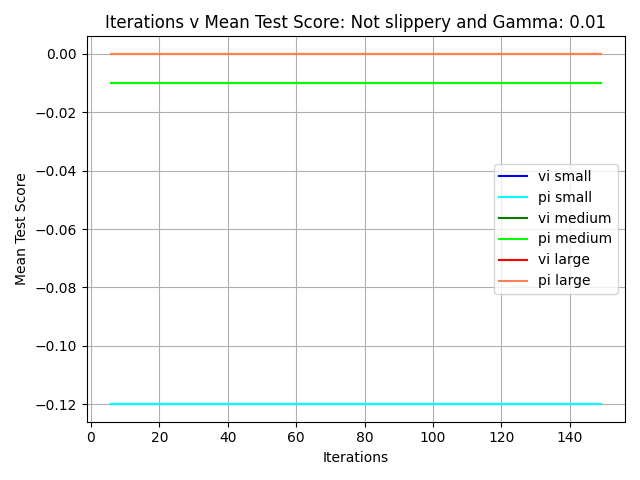 Iterations v Mean Test Score: Not slippery and Gamma: 0.01
Mean Test Score
0.00
−0.02
−0.04
−0.06
−0.08
−0.10
−0.12
vi small
pi small
vi medium
pi medium
vi large
pi large
0 20 40 60 80 100 120 140
Iterations